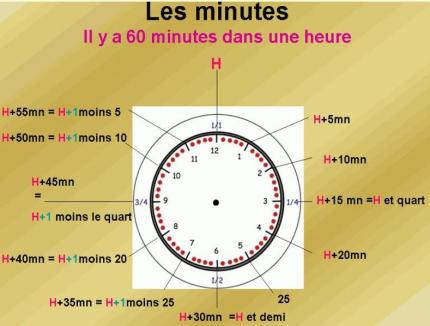 Les minutes
Il y a 60 minutes dans une heure
H
H+55mn = H+1moins 5
H+5mn
H+50mn = H+1moins 10
H+10mn
H+45mn
=
H+1 moins le quart
H+15 mn =H et quart
H+40mn = H+1moins 20
H+20mn
H+35mn = H+1moins 25
25
H+30mn =H et demi
1/1
12
1
2
3
4
5
6
7
8
9
10
11
1/4
1/2
3/4